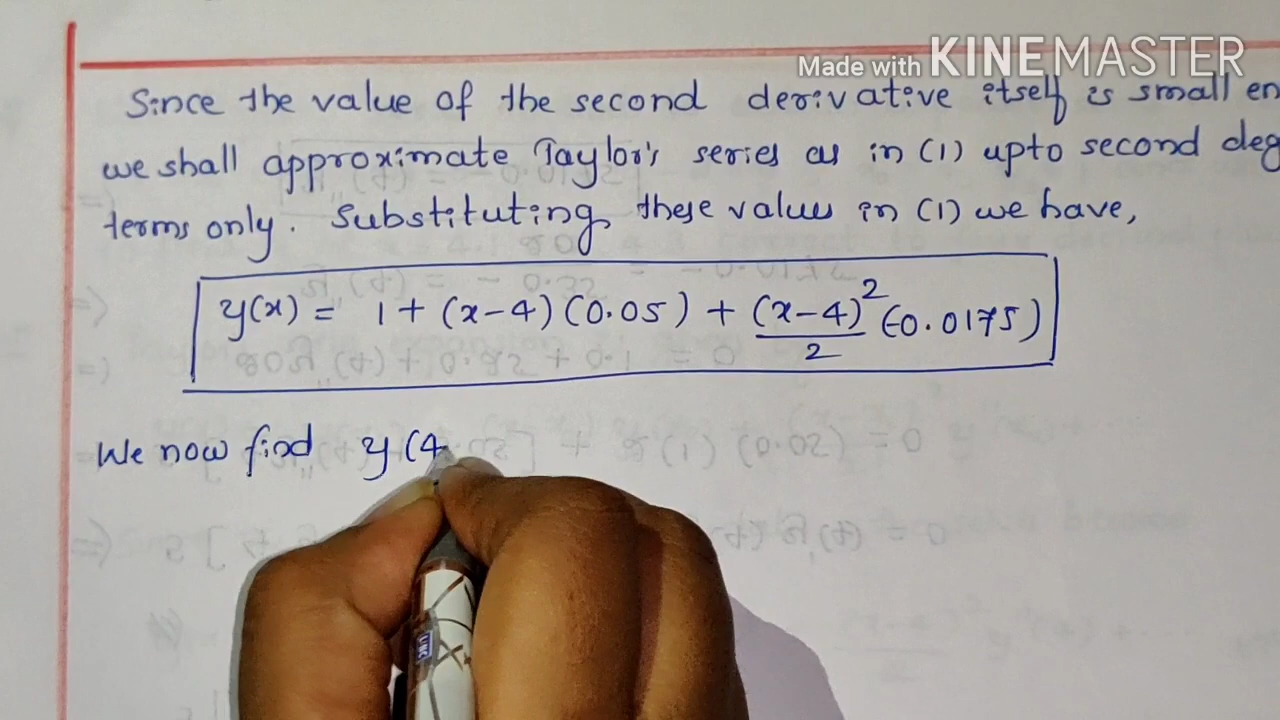 Made with KINEMASTER
Since the value of the second derivative itself is small en
we shall approximate Taylor's series as in (1) upto second deg
terms only. Substituting these values in (1) we have,
y(x) = 1 + (x-4)(0.05) + (x-4)²/2 (-0.0175)
We now find y(4